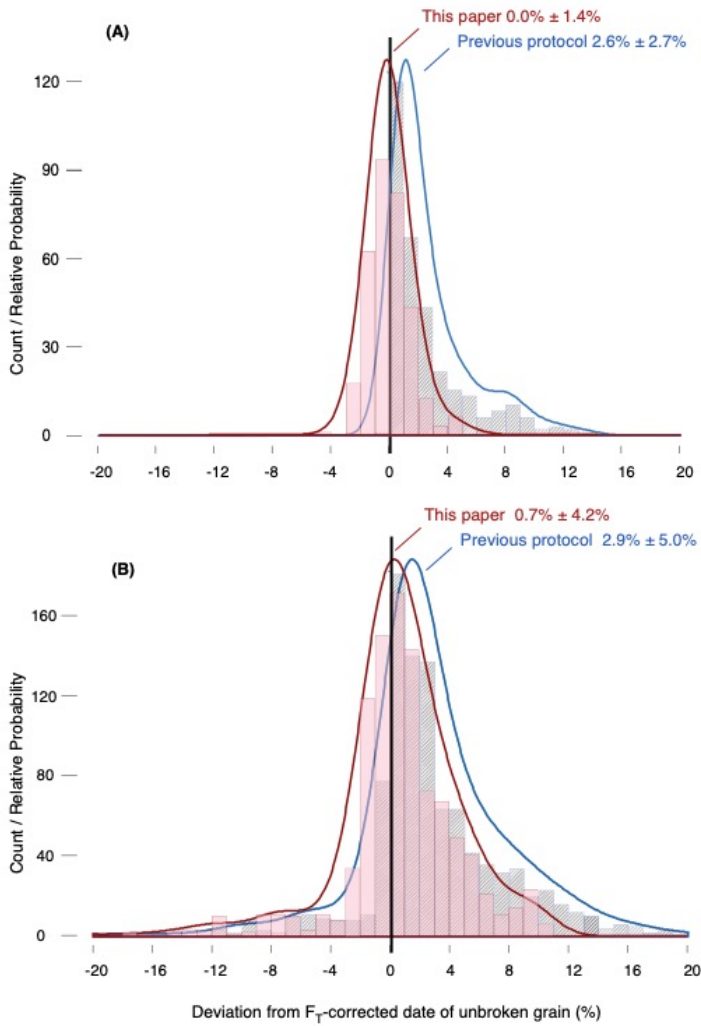 This paper 0.0% ± 1.4%
(A)
Previous protocol 2.6% ± 2.7%
120
90
60
30
0
Count / Relative Probability
-20 -16 -12 -8 -4 0 4 8 12 16 20
This paper 0.7% ± 4.2%
Previous protocol 2.9% ± 5.0%
(B)
160
120
80
40
0
Count / Relative Probability
-20 -16 -12 -8 -4 0 4 8 12 16 20
Deviation from F_T-corrected date of unbroken grain (%)